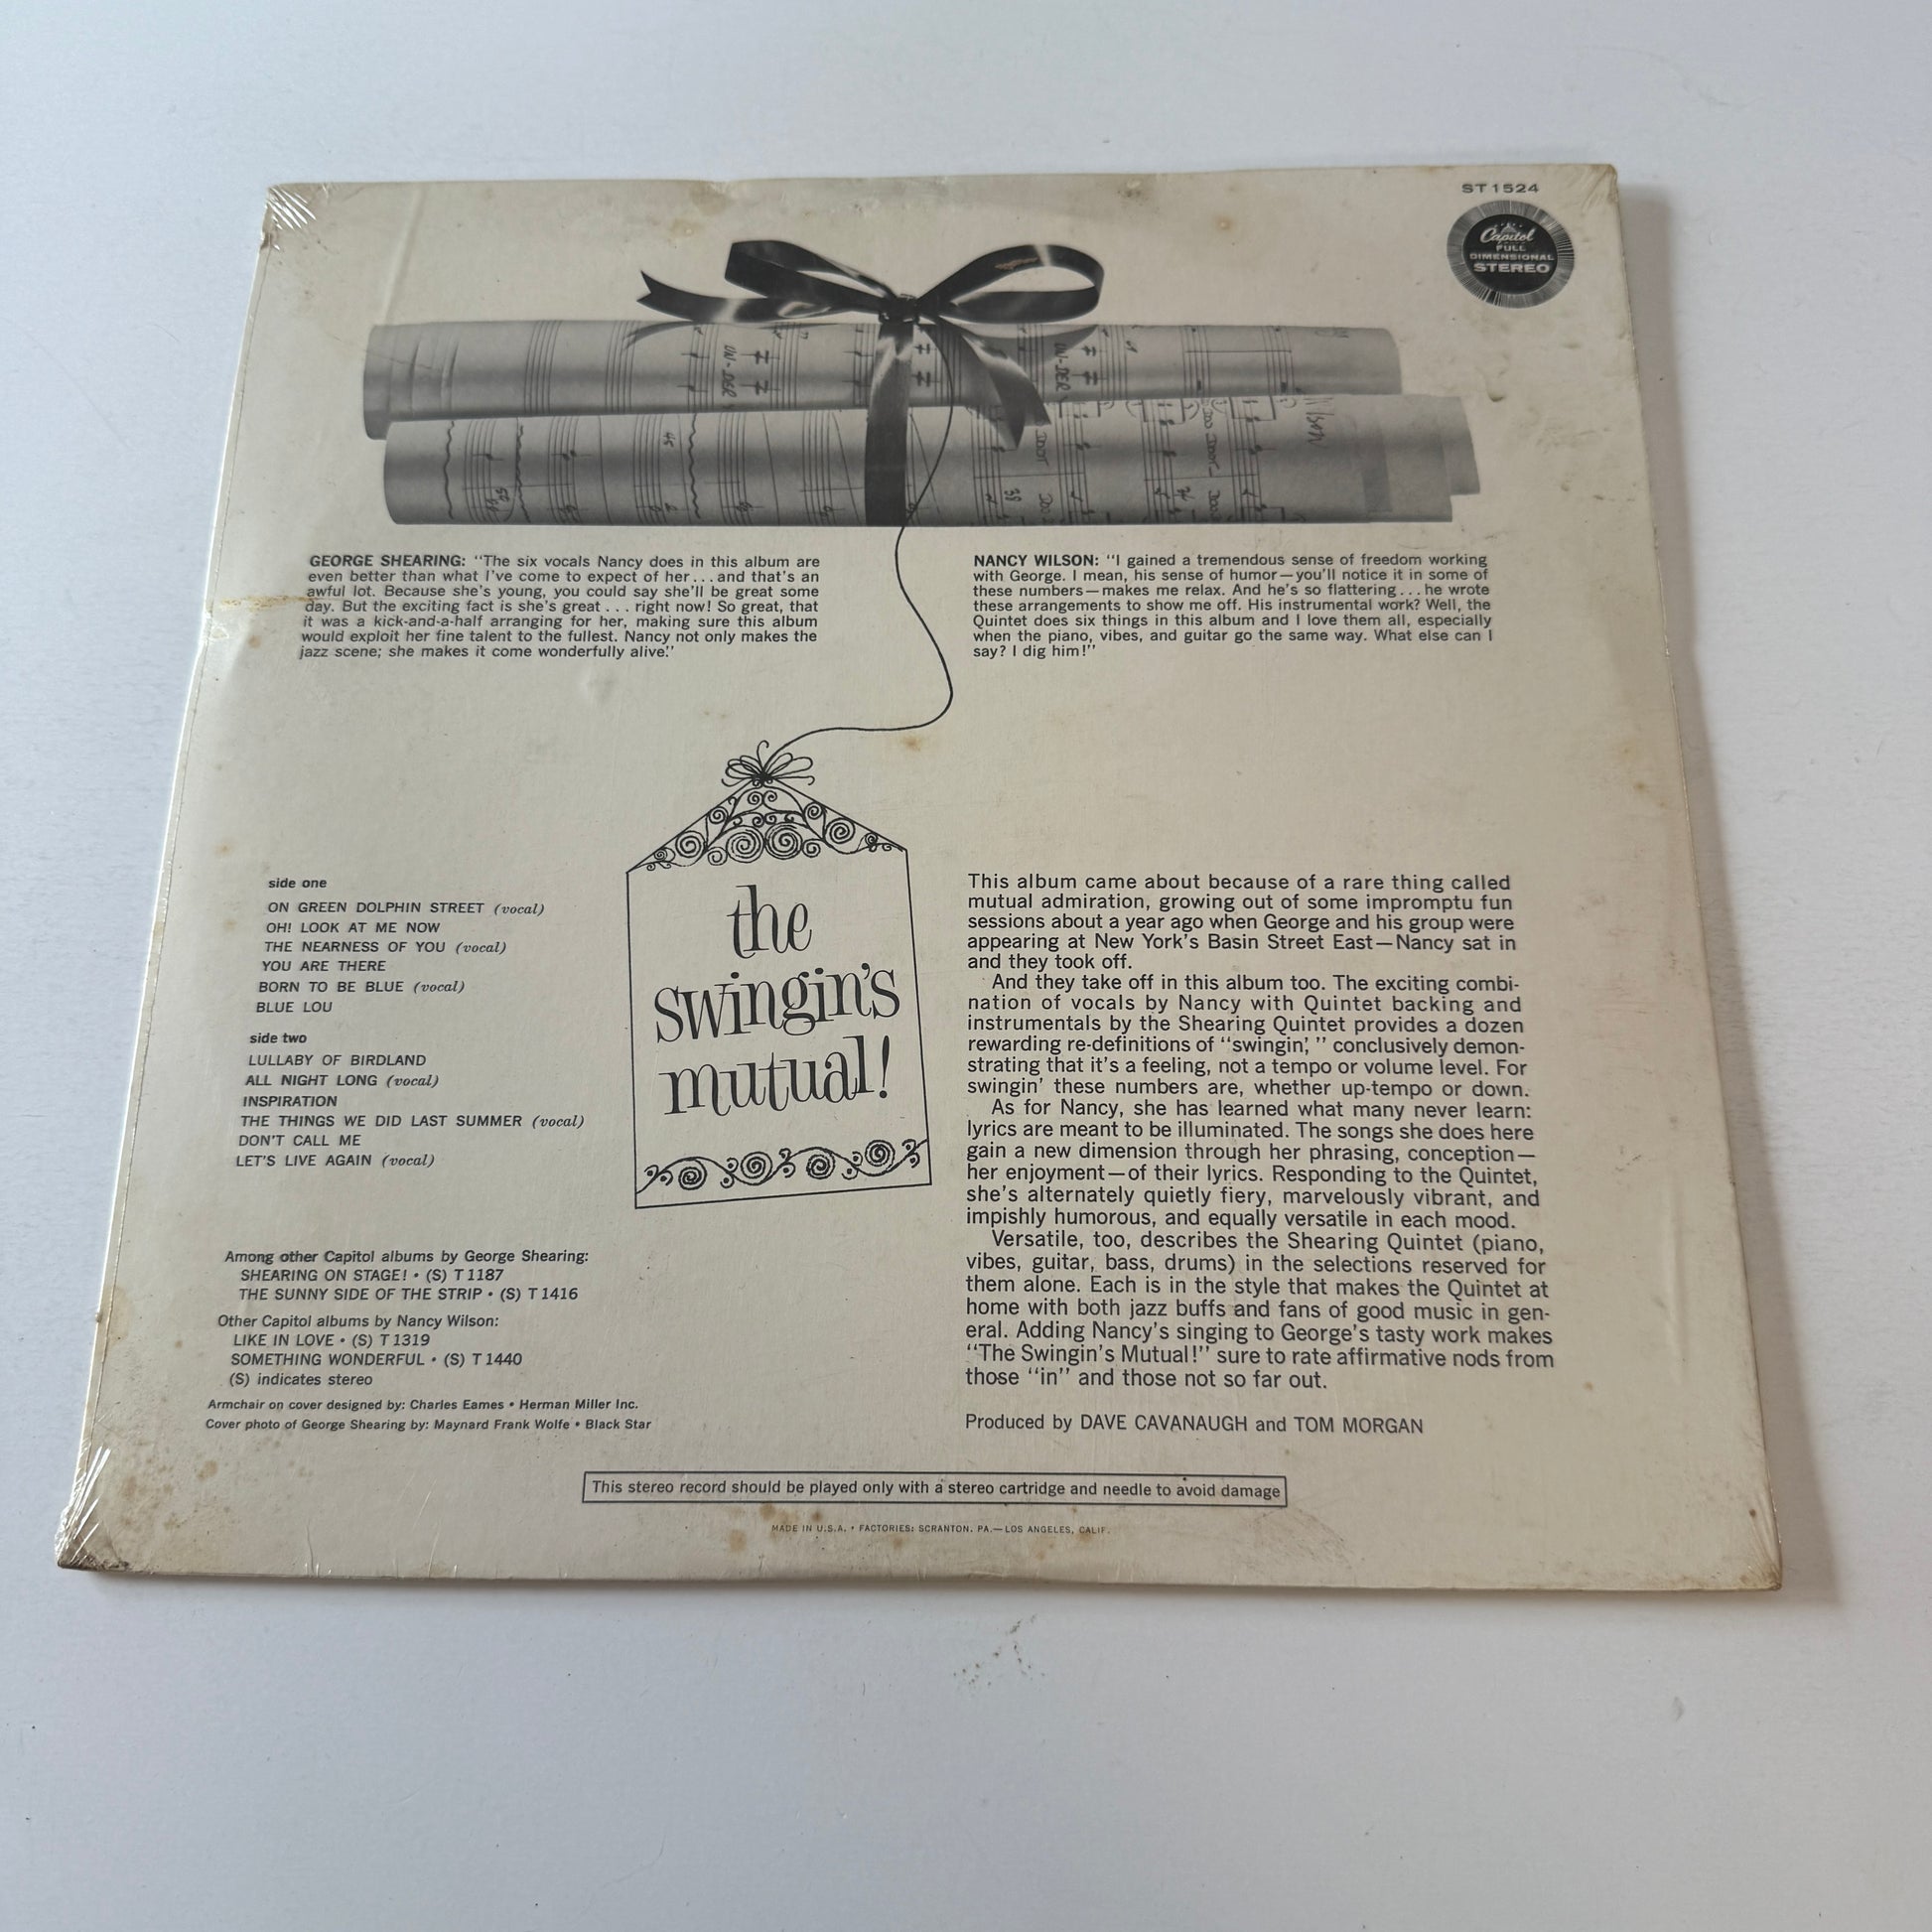 ST 1524
Capitol
FULL
DIMENSIONAL
STEREO
GEORGE SHEARING: “The six vocals Nancy does in this album are
even better than what I’ve come to expect of her...and that’s an
awful lot. Because she’s young, you could say she’ll be great some
day. But the exciting fact is she’s great ... right now! So great, that
it was a kick-and-a-half arranging for her, making sure this album
would exploit her fine talent to the fullest. Nancy not only makes the
jazz scene; she makes it come wonderfully alive.”
NANCY WILSON: “I gained a tremendous sense of freedom working
with George. I mean, his sense of humor—you’ll notice it in some of
these numbers—makes me relax. And he’s so flattering...he wrote
these arrangements to show me off. His instrumental work? Well, the
Quintet does six things in this album and I love them all, especially
when the piano, vibes, and guitar go the same way. What else can I
say? I dig him!”
the
swingin’s
mutual!
side one
ON GREEN DOLPHIN STREET (vocal)
OH! LOOK AT ME NOW
THE NEARNESS OF YOU (vocal)
YOU ARE THERE
BORN TO BE BLUE (vocal)
BLUE LOU
side two
LULLABY OF BIRDLAND
ALL NIGHT LONG (vocal)
INSPIRATION
THE THINGS WE DID LAST SUMMER (vocal)
DON’T CALL ME
LET’S LIVE AGAIN (vocal)
Among other Capitol albums by George Shearing:
SHEARING ON STAGE! • (S) T 1187
THE SUNNY SIDE OF THE STRIP • (S) T 1416
Other Capitol albums by Nancy Wilson:
LIKE IN LOVE • (S) T 1319
SOMETHING WONDERFUL • (S) T 1440
(S) indicates stereo
Armchair on cover designed by: Charles Eames • Herman Miller Inc.
Cover photo of George Shearing by: Maynard Frank Wolfe • Black Star
This album came about because of a rare thing called
mutual admiration, growing out of some impromptu fun
sessions about a year ago when George and his group were
appearing at New York’s Basin Street East—Nancy sat in
and they took off.
And they take off in this album too. The exciting combi-
nation of vocals by Nancy with Quintet backing and
instrumentals by the Shearing Quintet provides a dozen
rewarding re-definitions of “swingin’,” conclusively demon-
strating that it’s a feeling, not a tempo or volume level. For
swingin’ these numbers are, whether up-tempo or down.
As for Nancy, she has learned what many never learn:
lyrics are meant to be illuminated. The songs she does here
gain a new dimension through her phrasing, conception—
her enjoyment—of their lyrics. Responding to the Quintet,
she’s alternately quietly fiery, marvelously vibrant, and
impishly humorous, and equally versatile in each mood.
Versatile, too, describes the Shearing Quintet (piano,
vibes, guitar, bass, drums) in the selections reserved for
them alone. Each is in the style that makes the Quintet at
home with both jazz buffs and fans of good music in gen-
eral. Adding Nancy’s singing to George’s tasty work makes
“The Swingin’s Mutual!” sure to rate affirmative nods from
those “in” and those not so far out.
Produced by DAVE CAVANAUGH and TOM MORGAN
This stereo record should be played only with a stereo cartridge and needle to avoid damage
MADE IN U.S.A. • FACTORIES: SCRANTON, PA.—LOS ANGELES, CALIF.